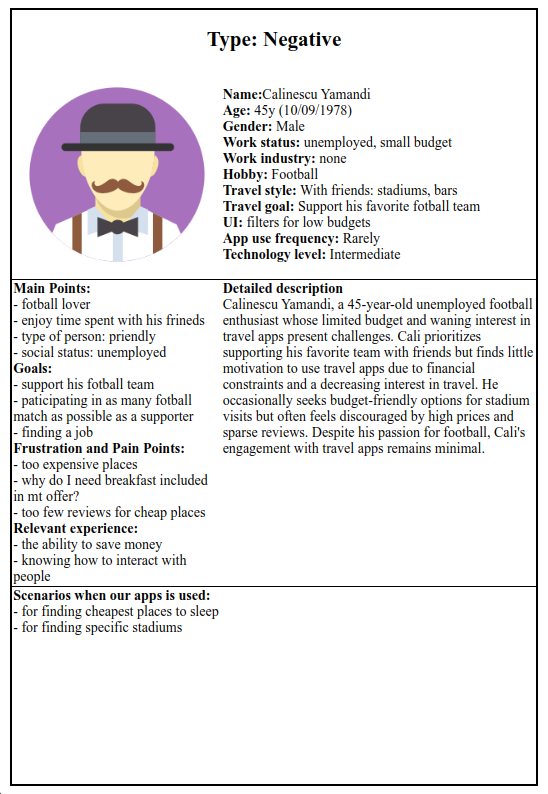 Type: Negative
Name:Calinescu Yamandi
Age: 45y (10/09/1978)
Gender: Male
Work status: unemployed, small budget
Work industry: none
Hobby: Football
Travel style: With friends: stadiums, bars
Travel goal: Support his favorite fotball team
UI: filters for low budgets
App use frequency: Rarely
Technology level: Intermediate
Main Points:
- fotball lover
- enjoy time spent with his frineds
- type of person: priendly
- social status: unemployed
Goals:
- support his fotball team
- paticipating in as many fotball
match as possible as a supporter
- finding a job
Frustration and Pain Points:
- too expensive places
- why do I need breakfast included
in mt offer?
- too few reviews for cheap places
Relevant experience:
- the ability to save money
- knowing how to interact with
people
Detailed description
Calinescu Yamandi, a 45-year-old unemployed football
enthusiast whose limited budget and waning interest in
travel apps present challenges. Cali prioritizes
supporting his favorite team with friends but finds little
motivation to use travel apps due to financial
constraints and a decreasing interest in travel. He
occasionally seeks budget-friendly options for stadium
visits but often feels discouraged by high prices and
sparse reviews. Despite his passion for football, Cali's
engagement with travel apps remains minimal.
Scenarios when our apps is used:
- for finding cheapest places to sleep
- for finding specific stadiums